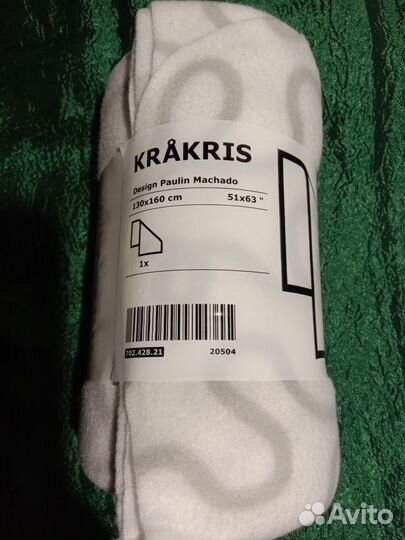 KRÅKRIS
Design Paulin Machado
130x160 cm 51x63 "
1x
702.428.21 20504
Avito